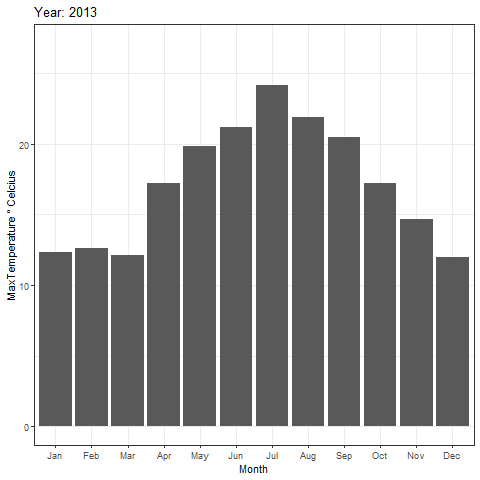 Year: 2013
MaxTemperature " Celcius
20
10
0
Jan Feb Mar Apr May Jun Jul Aug Sep Oct Nov Dec
Month